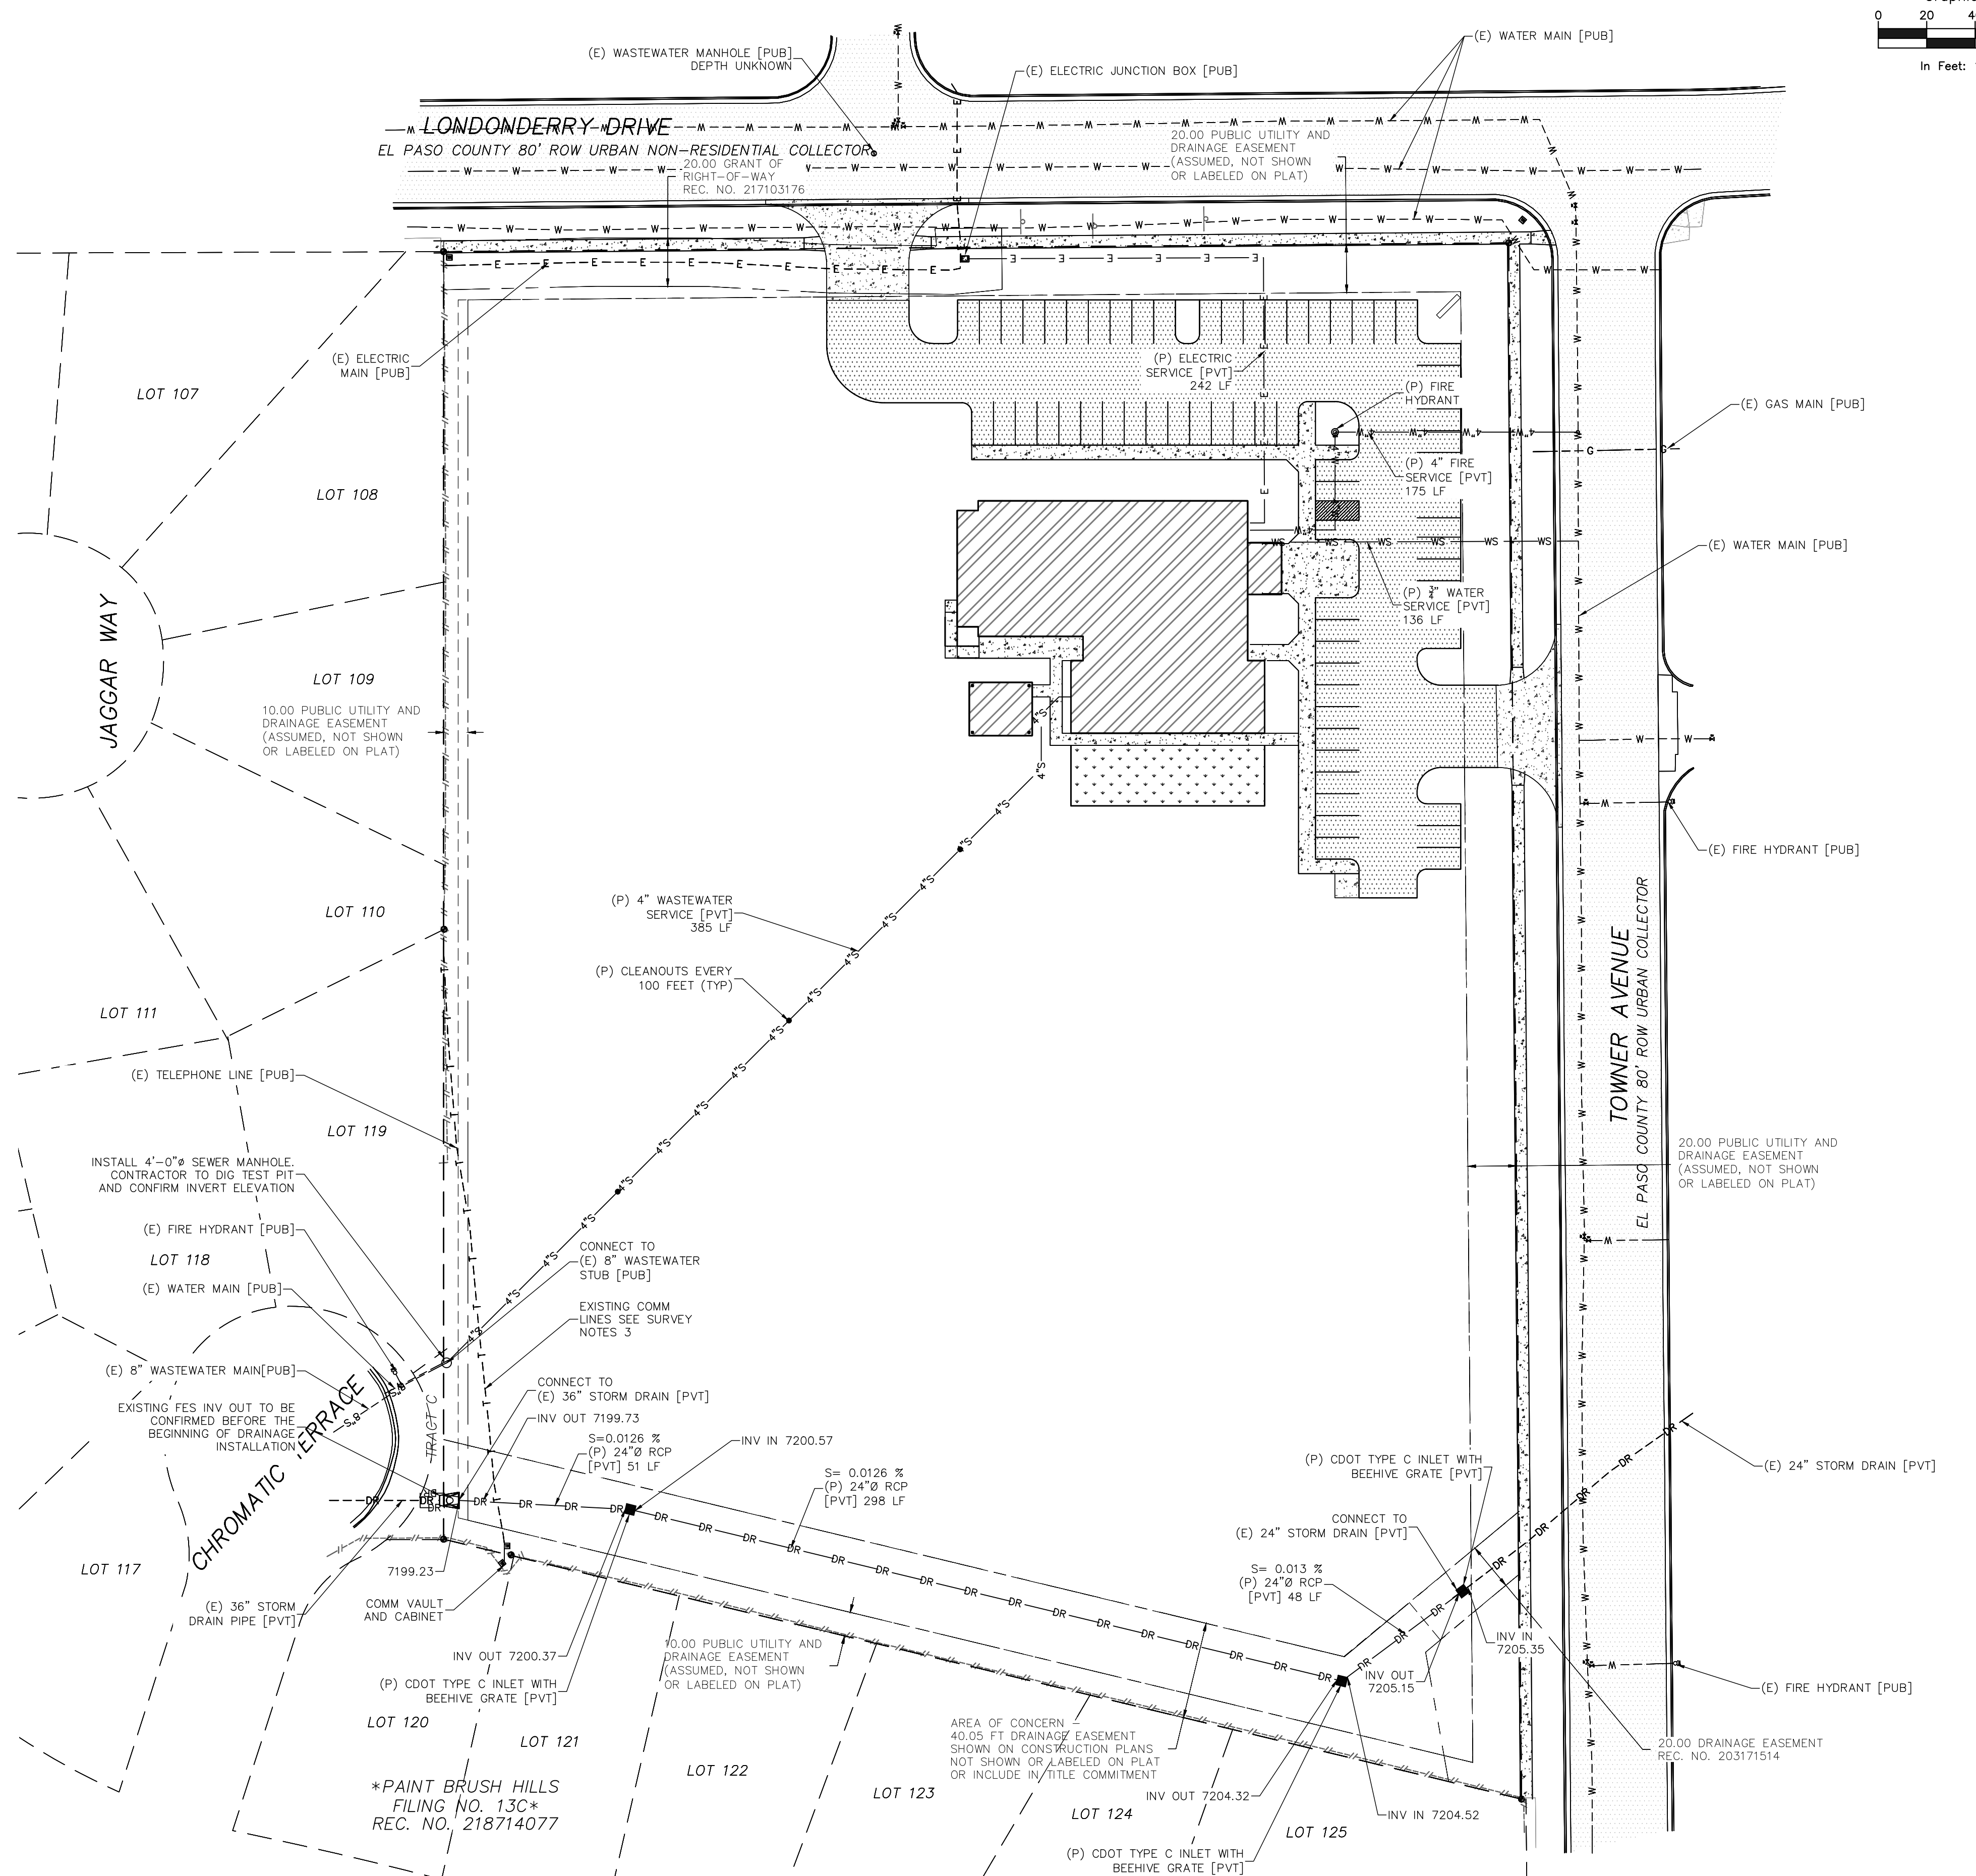 Graphic
0 20 40
In Feet: 1
(E) WASTEWATER MANHOLE [PUB]
DEPTH UNKNOWN
(E) ELECTRIC JUNCTION BOX [PUB]
(E) WATER MAIN [PUB]
LONDONDERRY DRIVE
EL PASO COUNTY 80' ROW URBAN NON-RESIDENTIAL COLLECTOR
20.00 GRANT OF
RIGHT-OF-WAY
REC. NO. 217103176
20.00 PUBLIC UTILITY AND
DRAINAGE EASEMENT
(ASSUMED, NOT SHOWN
OR LABELED ON PLAT)
(E) ELECTRIC
MAIN [PUB]
(P) ELECTRIC
SERVICE [PVT]
242 LF
(P) FIRE
HYDRANT
(E) GAS MAIN [PUB]
LOT 107
LOT 108
(P) 4" FIRE
SERVICE [PVT]
175 LF
(E) WATER MAIN [PUB]
(P) ¾" WATER
SERVICE [PVT]
136 LF
JAGGAR WAY
LOT 109
10.00 PUBLIC UTILITY AND
DRAINAGE EASEMENT
(ASSUMED, NOT SHOWN
OR LABELED ON PLAT)
(E) FIRE HYDRANT [PUB]
(P) 4" WASTEWATER
SERVICE [PVT]
385 LF
LOT 110
(P) CLEANOUTS EVERY
100 FEET (TYP)
LOT 111
TOWNER AVENUE
EL PASO COUNTY 80' ROW URBAN COLLECTOR
(E) TELEPHONE LINE [PUB]
LOT 119
20.00 PUBLIC UTILITY AND
DRAINAGE EASEMENT
(ASSUMED, NOT SHOWN
OR LABELED ON PLAT)
INSTALL 4'-0"ø SEWER MANHOLE.
CONTRACTOR TO DIG TEST PIT
AND CONFIRM INVERT ELEVATION
(E) FIRE HYDRANT [PUB]
LOT 118
(E) WATER MAIN [PUB]
CONNECT TO
(E) 8" WASTEWATER
STUB [PUB]
EXISTING COMM
LINES SEE SURVEY
NOTES 3
(E) 8" WASTEWATER MAIN[PUB]
EXISTING FES INV OUT TO BE
CONFIRMED BEFORE THE
BEGINNING OF DRAINAGE
INSTALLATION
CHROMATIC TERRACE
TRACT C
CONNECT TO
(E) 36" STORM DRAIN [PVT]
INV OUT 7199.73
S=0.0126 %
(P) 24"Ø RCP
[PVT] 51 LF
INV IN 7200.57
S= 0.0126 %
(P) 24"Ø RCP
[PVT] 298 LF
(P) CDOT TYPE C INLET WITH
BEEHIVE GRATE [PVT]
(E) 24" STORM DRAIN [PVT]
CONNECT TO
(E) 24" STORM DRAIN [PVT]
S= 0.013 %
(P) 24"Ø RCP
[PVT] 48 LF
LOT 117
7199.23
(E) 36" STORM
DRAIN PIPE [PVT]
COMM VAULT
AND CABINET
INV OUT 7200.37
(P) CDOT TYPE C INLET WITH
BEEHIVE GRATE [PVT]
10.00 PUBLIC UTILITY AND
DRAINAGE EASEMENT
(ASSUMED, NOT SHOWN
OR LABELED ON PLAT)
INV IN
7205.35
INV OUT
7205.15
(E) FIRE HYDRANT [PUB]
LOT 120
LOT 121
LOT 122
AREA OF CONCERN -
40.05 FT DRAINAGE EASEMENT
SHOWN ON CONSTRUCTION PLANS
NOT SHOWN OR LABELED ON PLAT
OR INCLUDE IN TITLE COMMITMENT
20.00 DRAINAGE EASEMENT
REC. NO. 203171514
LOT 123
INV OUT 7204.32
LOT 124
INV IN 7204.52
LOT 125
*PAINT BRUSH HILLS
FILING NO. 13C*
REC. NO. 218714077
(P) CDOT TYPE C INLET WITH
BEEHIVE GRATE [PVT]